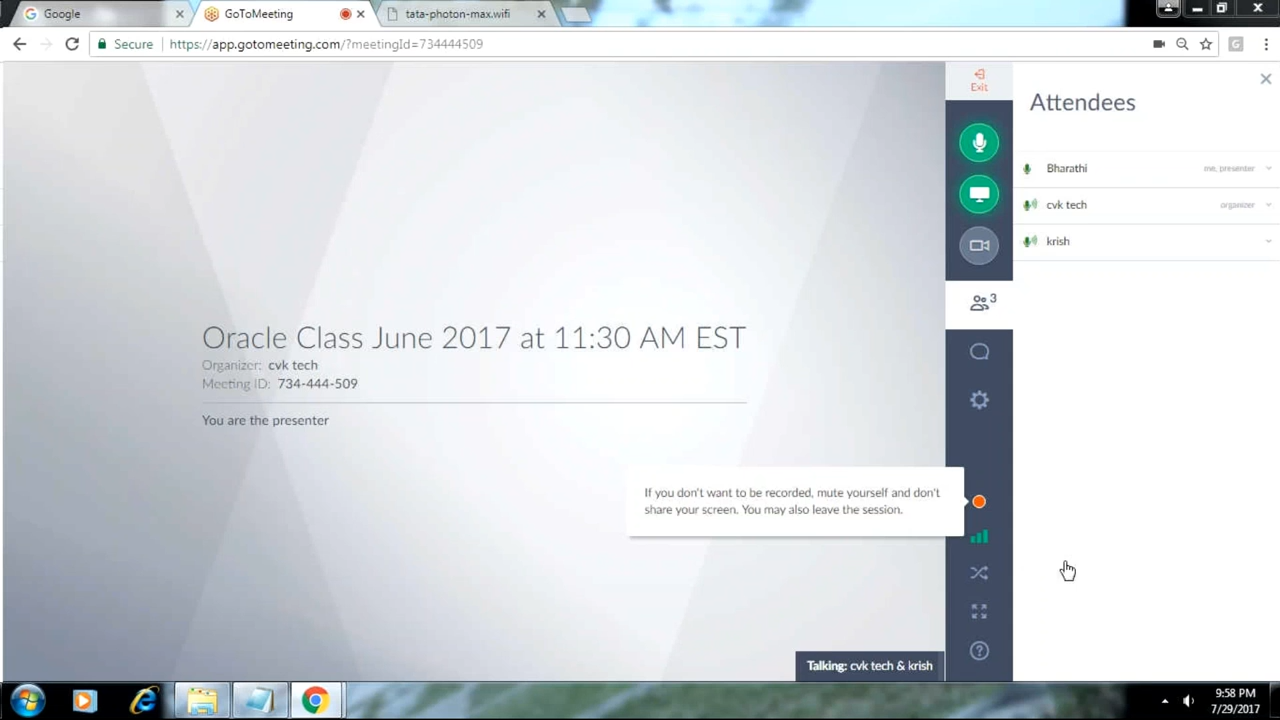 Google
GoToMeeting
tata-photon-max.wifi
Secure
https://app.gotomeeting.com/?meetingId=734444509
Exit
Attendees
Bharathi
me, presenter
cvk tech
organizer
krish
3
Oracle Class June 2017 at 11:30 AM EST
Organizer: cvk tech
Meeting ID: 734-444-509
You are the presenter
If you don't want to be recorded, mute yourself and don't
share your screen. You may also leave the session.
Talking: cvk tech & krish
9:58 PM
7/29/2017